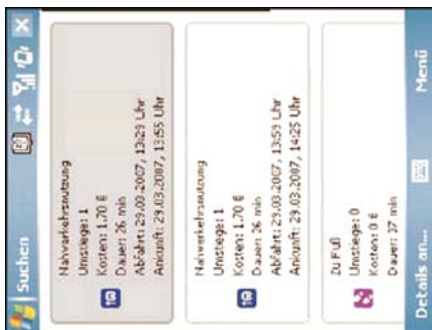 Suchen
Nahverkehrsnutzung
Umstiege: 1
Kosten: 1.70 €
Dauer: 26 min
Abfahrt: 29.03.2007, 13:29 Uhr
Ankunft: 29.03.2007, 13:55 Uhr
Nahverkehrsnutzung
Umstiege: 1
Kosten: 1.70 €
Dauer: 26 min
Abfahrt: 29.03.2007, 13:59 Uhr
Ankunft: 29.03.2007, 14:25 Uhr
Zu Fuß
Umstiege: 0
Kosten: 0 €
Dauer: 37 min
Details an... Menü